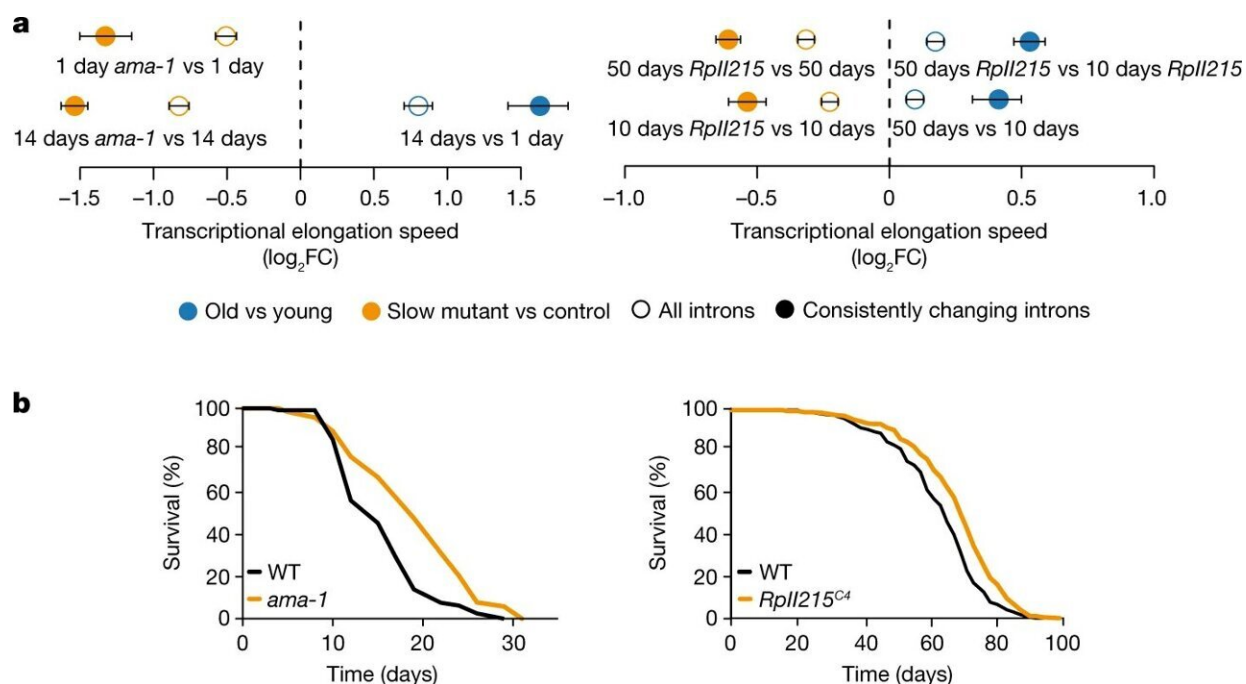 a
1 day ama-1 vs 1 day
14 days ama-1 vs 14 days
14 days vs 1 day
−1.5 −1.0 −0.5 0 0.5 1.0 1.5
Transcriptional elongation speed
(log₂FC)
50 days RpII215 vs 50 days
50 days RpII215 vs 10 days RpII215
10 days RpII215 vs 10 days
50 days vs 10 days
−1.0 −0.5 0 0.5 1.0
Transcriptional elongation speed
(log₂FC)
Old vs young Slow mutant vs control All introns Consistently changing introns
b
100
80
60
40
20
0
Survival (%)
WT
ama-1
0 10 20 30
Time (days)
100
80
60
40
20
0
Survival (%)
WT
RpII215ᶜ⁴
0 20 40 60 80 100
Time (days)